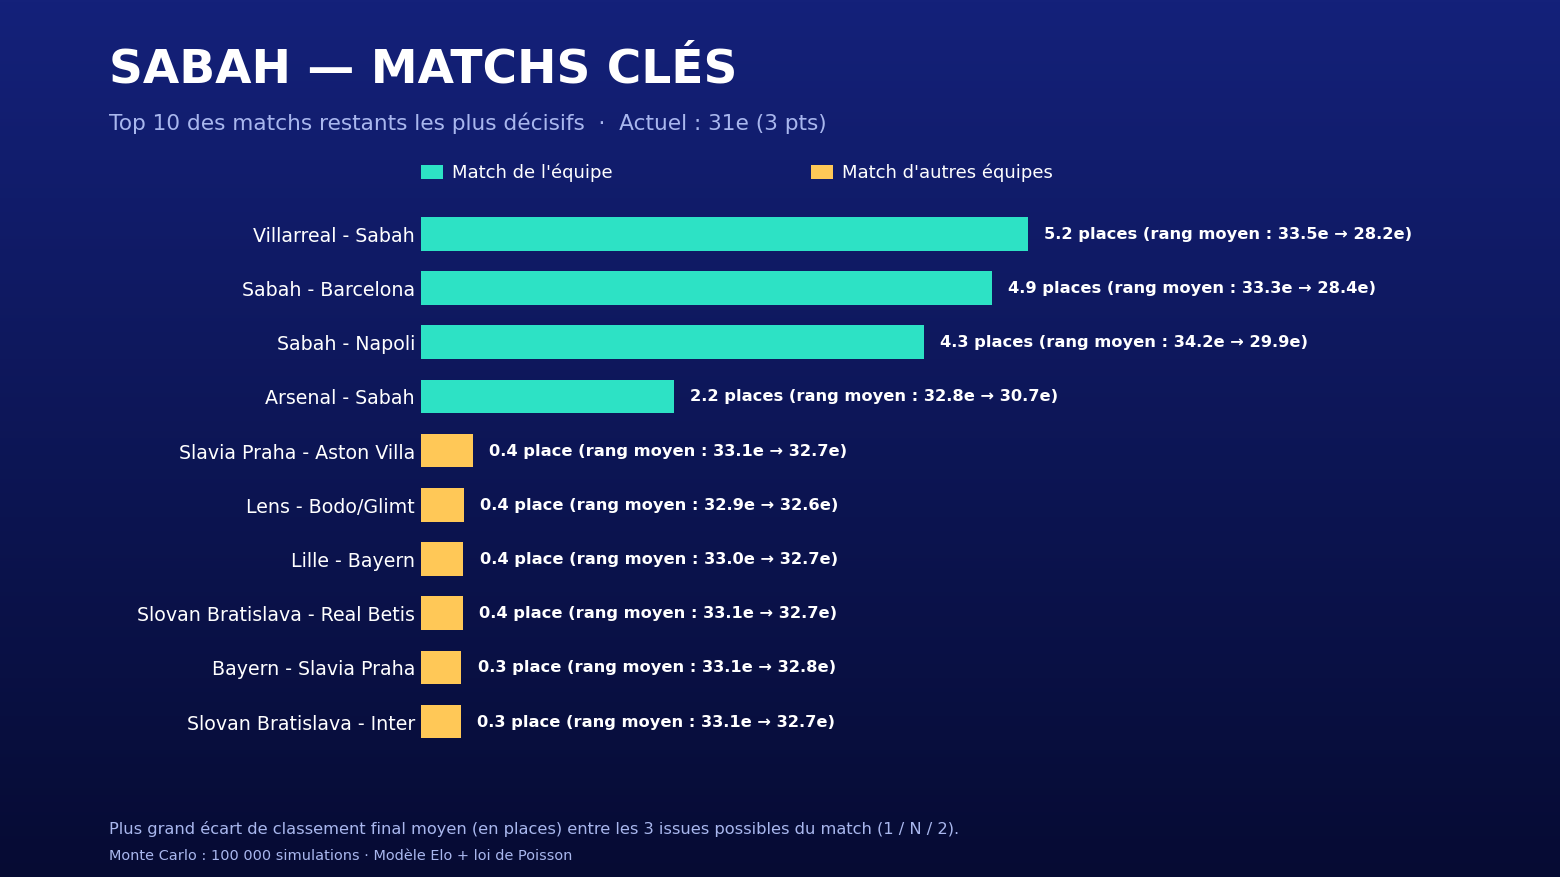 SABAH — MATCHS CLÉS
Top 10 des matchs restants les plus décisifs · Actuel : 31e (3 pts)
Match de l'équipe
Match d'autres équipes
Villarreal - Sabah 5.2 places (rang moyen : 33.5e → 28.2e)
Sabah - Barcelona 4.9 places (rang moyen : 33.3e → 28.4e)
Sabah - Napoli 4.3 places (rang moyen : 34.2e → 29.9e)
Arsenal - Sabah 2.2 places (rang moyen : 32.8e → 30.7e)
Slavia Praha - Aston Villa 0.4 place (rang moyen : 33.1e → 32.7e)
Lens - Bodo/Glimt 0.4 place (rang moyen : 32.9e → 32.6e)
Lille - Bayern 0.4 place (rang moyen : 33.0e → 32.7e)
Slovan Bratislava - Real Betis 0.4 place (rang moyen : 33.1e → 32.7e)
Bayern - Slavia Praha 0.3 place (rang moyen : 33.1e → 32.8e)
Slovan Bratislava - Inter 0.3 place (rang moyen : 33.1e → 32.7e)
Plus grand écart de classement final moyen (en places) entre les 3 issues possibles du match (1 / N / 2).
Monte Carlo : 100 000 simulations · Modèle Elo + loi de Poisson